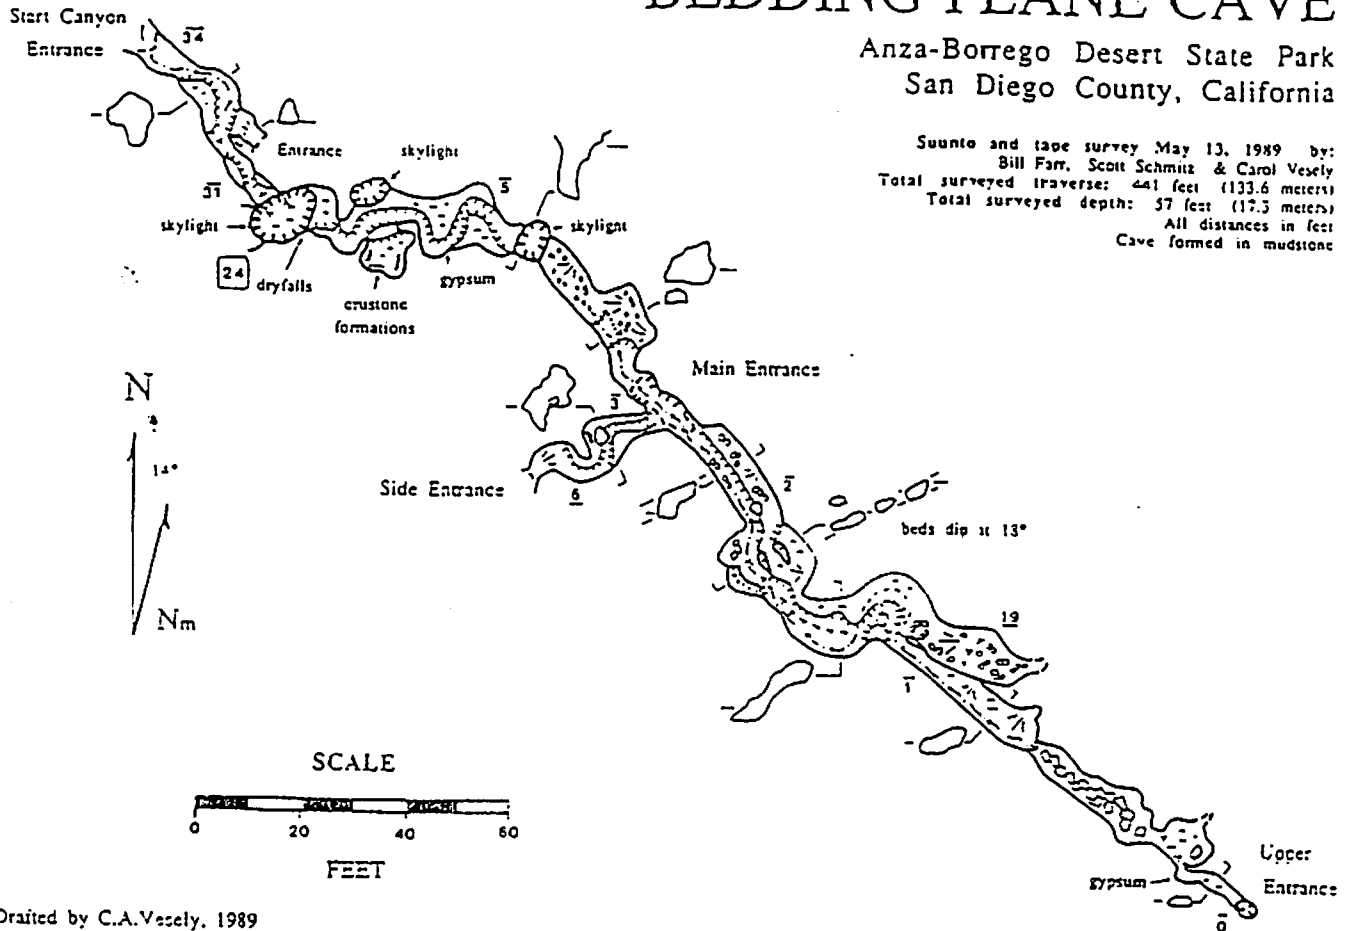 BEDDING PLANE CAVE
Anza-Borrego Desert State Park
San Diego County, California
Suunto and tape survey May 13, 1989 by:
Bill Farr, Scott Schmitz & Carol Vesely
Total surveyed traverse: 441 feet (133.6 meters)
Total surveyed depth: 57 feet (17.3 meters)
All distances in feet
Cave formed in mudstone
Start Canyon
Entrance
34
Entrance
skylight
31
5
skylight
skylight
24
dryfalls
gypsum
crustone
formations
Main Entrance
N
14°
Nm
3
Side Entrance
6
2
beds dip at 13°
19
1
SCALE
0 20 40 60
FEET
Upper
Entrance
gypsum
0
Drafted by C.A.Vesely, 1989